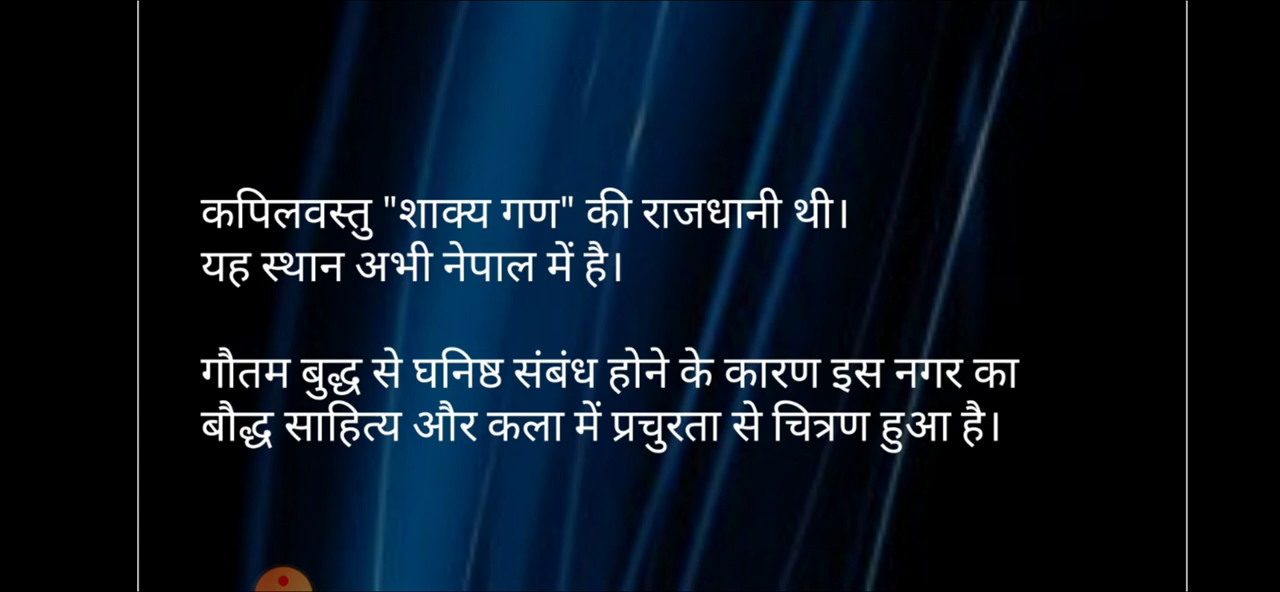 कपिलवस्तु "शाक्य गण" की राजधानी थी।
यह स्थान अभी नेपाल में है।
गौतम बुद्ध से घनिष्ठ संबंध होने के कारण इस नगर का
बौद्ध साहित्य और कला में प्रचुरता से चित्रण हुआ है।